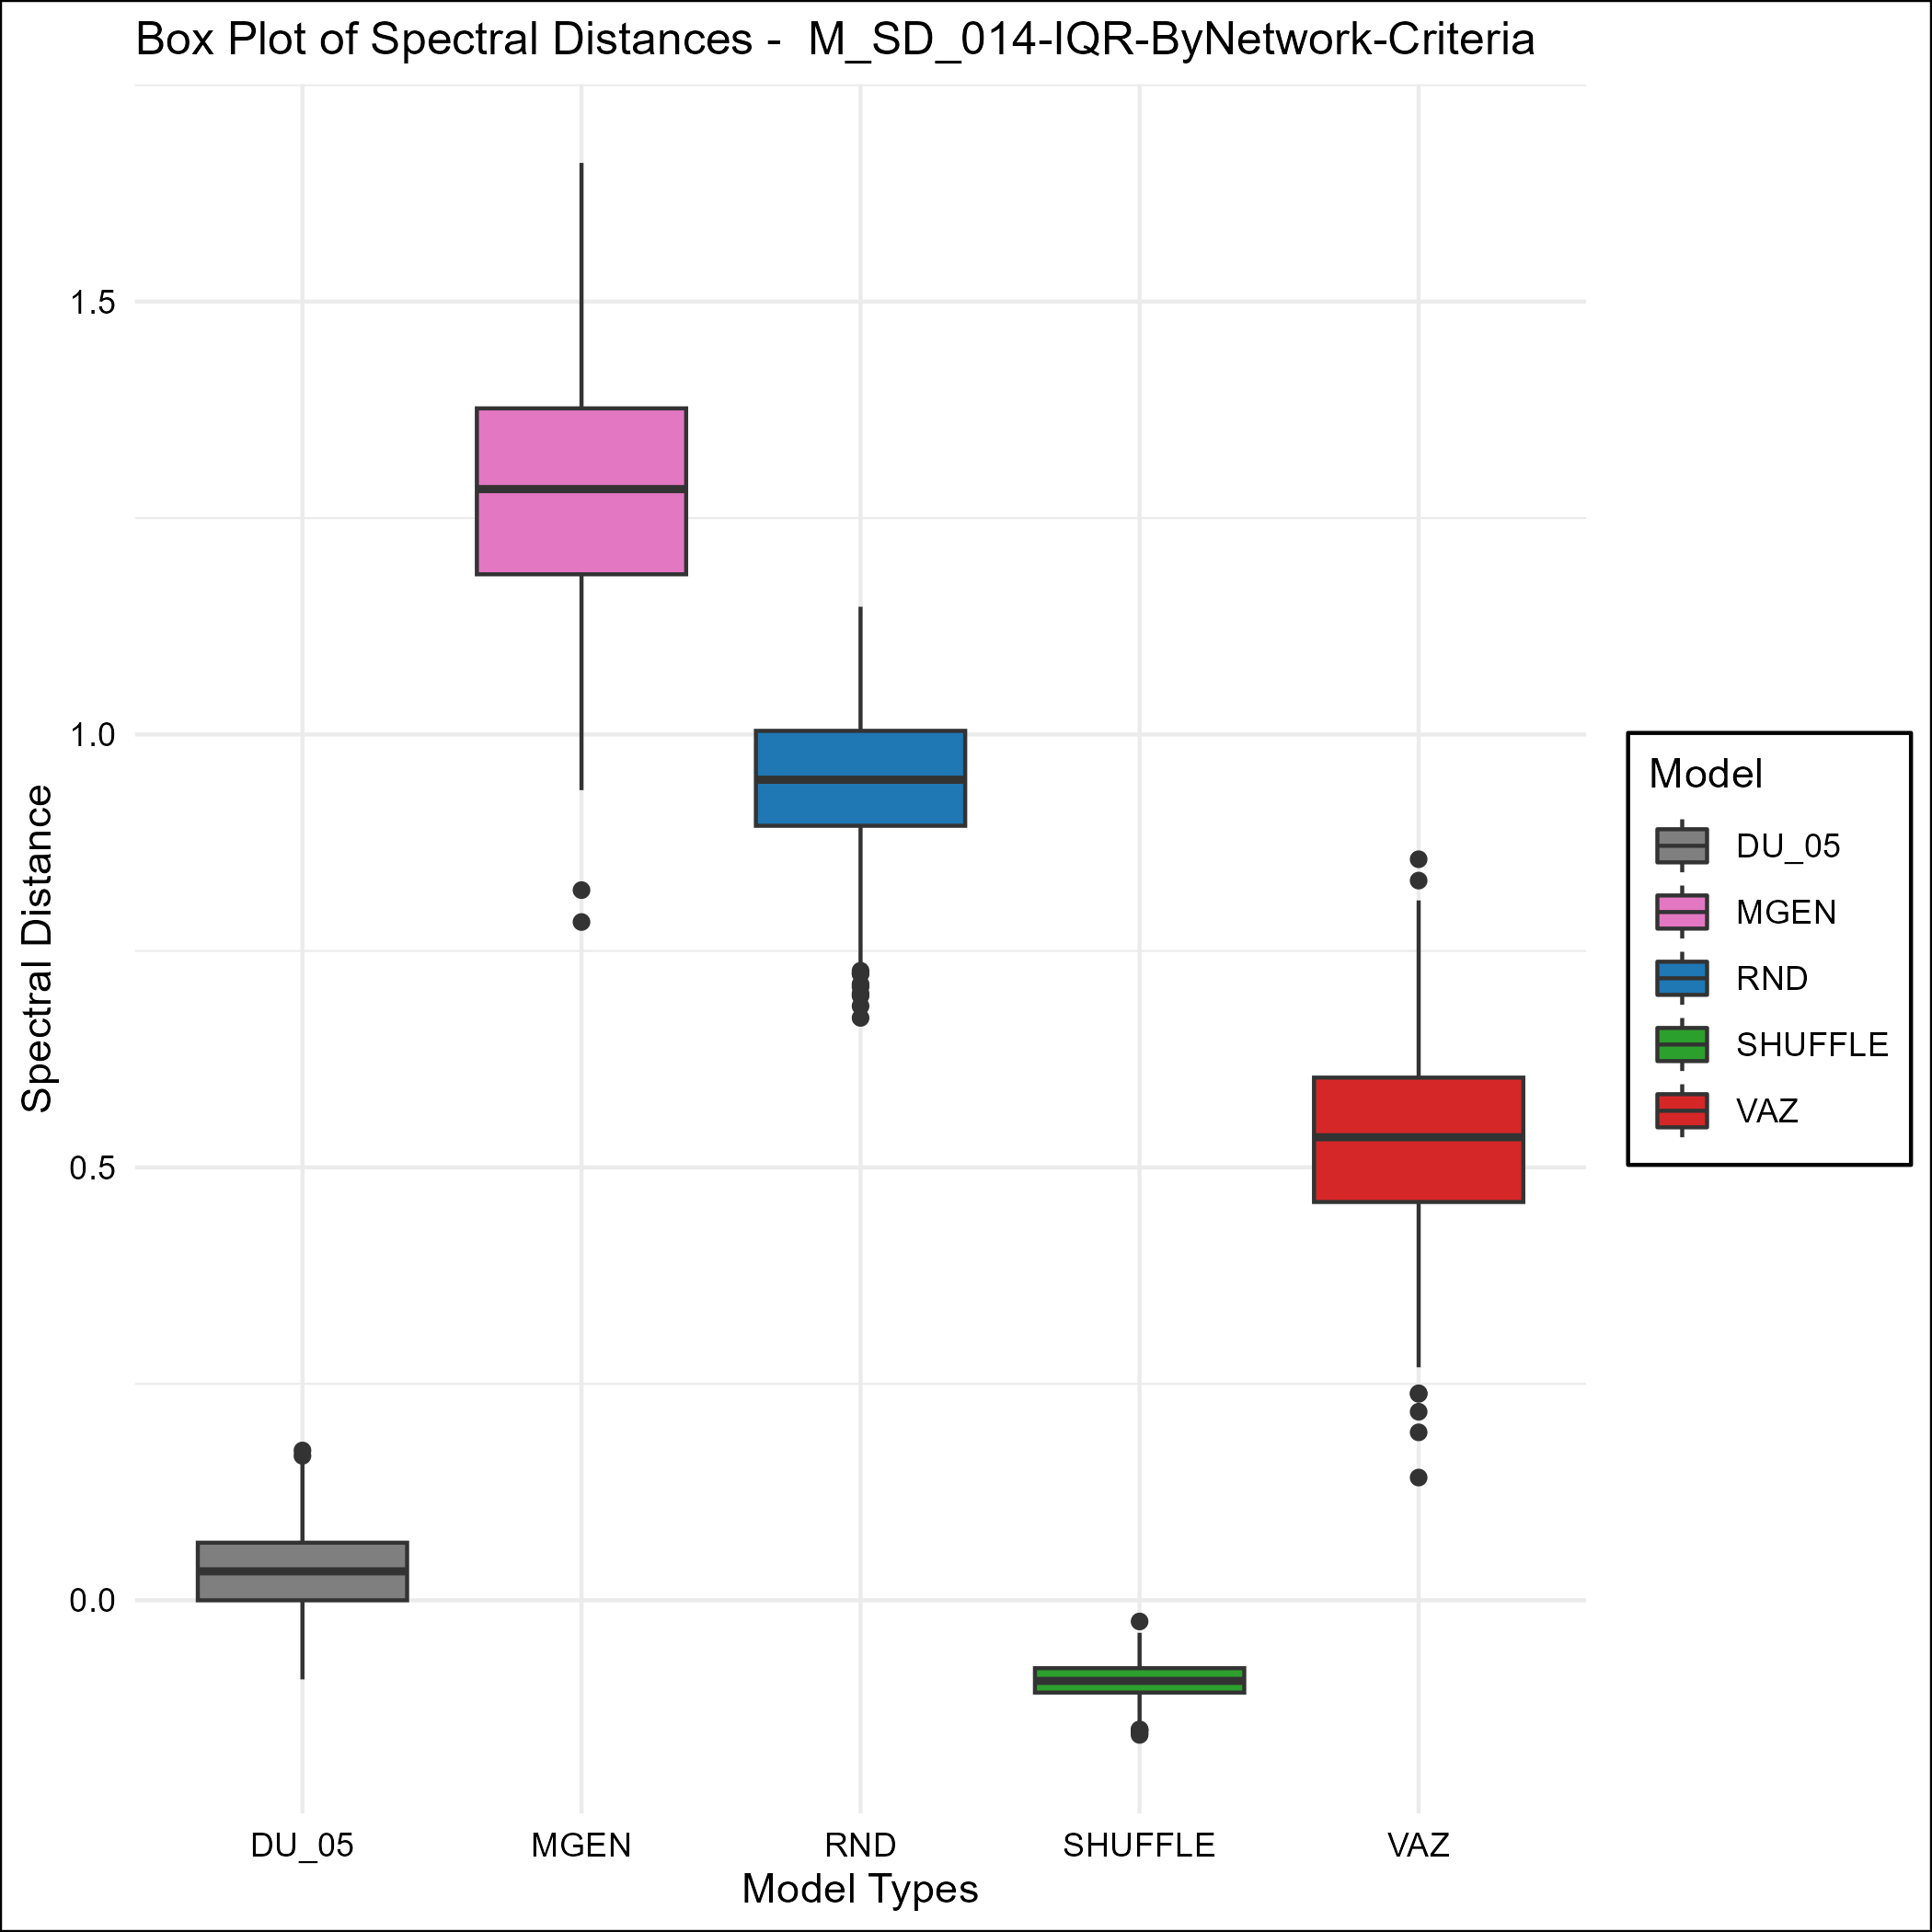 Box Plot of Spectral Distances -  M_SD_014-IQR-ByNetwork-Criteria
Spectral Distance
1.5
1.0
0.5
0.0
DU_05
MGEN
RND
SHUFFLE
VAZ
Model Types
Model
DU_05
MGEN
RND
SHUFFLE
VAZ